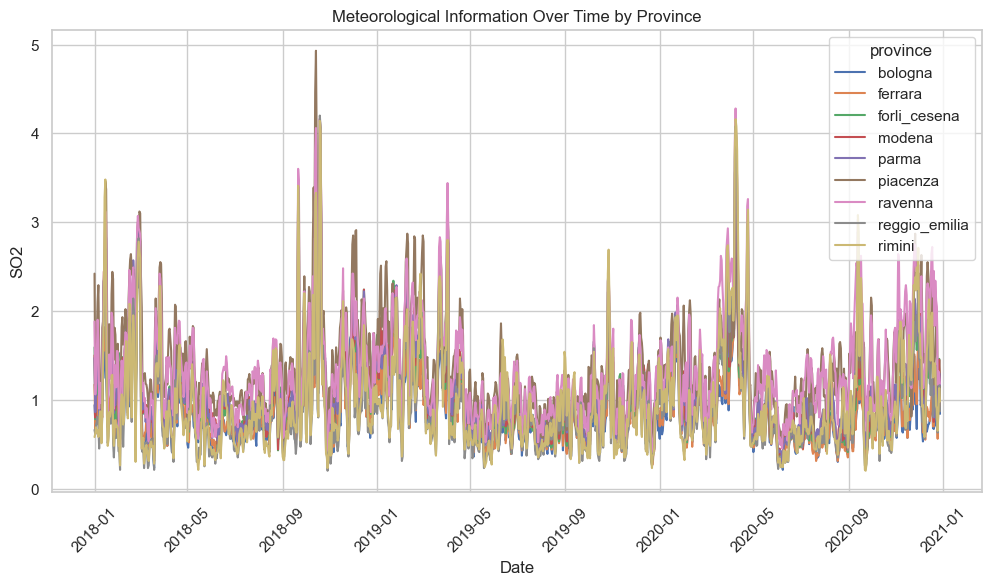 Meteorological Information Over Time by Province
SO2
5
4
3
2
1
0
province
bologna
ferrara
forli_cesena
modena
parma
piacenza
ravenna
reggio_emilia
rimini
2018-01
2018-05
2018-09
2019-01
2019-05
2019-09
2020-01
2020-05
2020-09
2021-01
Date